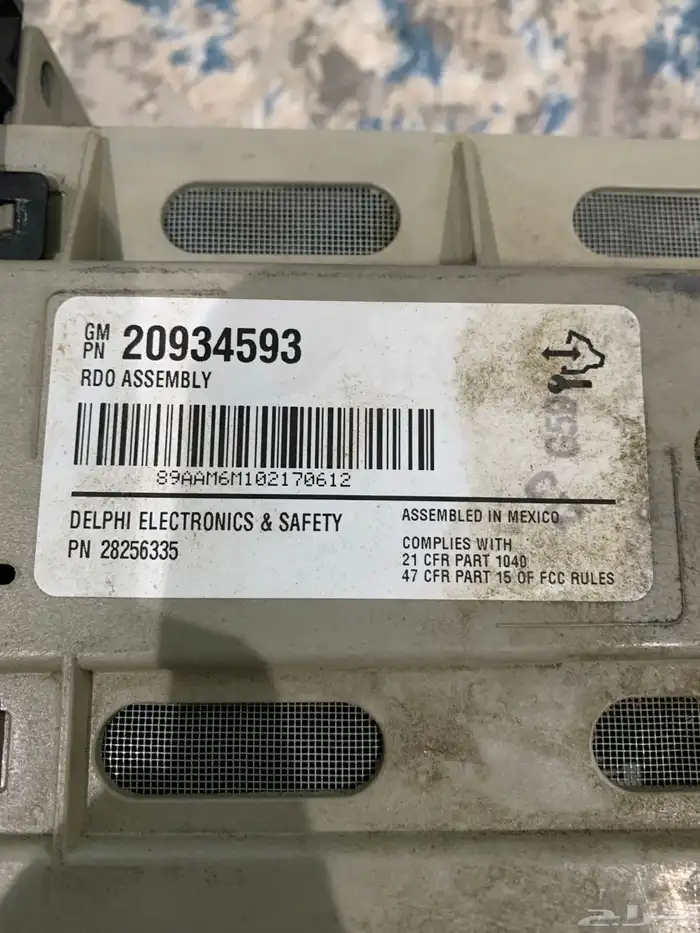 GM
PN 20934593
RDO ASSEMBLY
89AAM6M102170612
DELPHI ELECTRONICS & SAFETY
PN 28256335
ASSEMBLED IN MEXICO
COMPLIES WITH
21 CFR PART 1040
47 CFR PART 15 OF FCC RULES
حراج